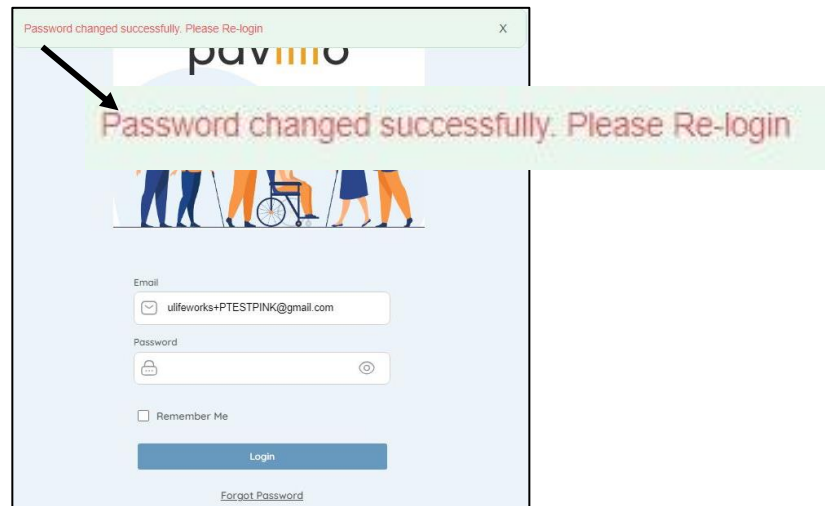 Password changed successfully. Please Re-login X
Password changed successfully. Please Re-login
Email
ulifeworks+PTESTPINK@gmail.com
Password
Remember Me
Login
Forgot Password